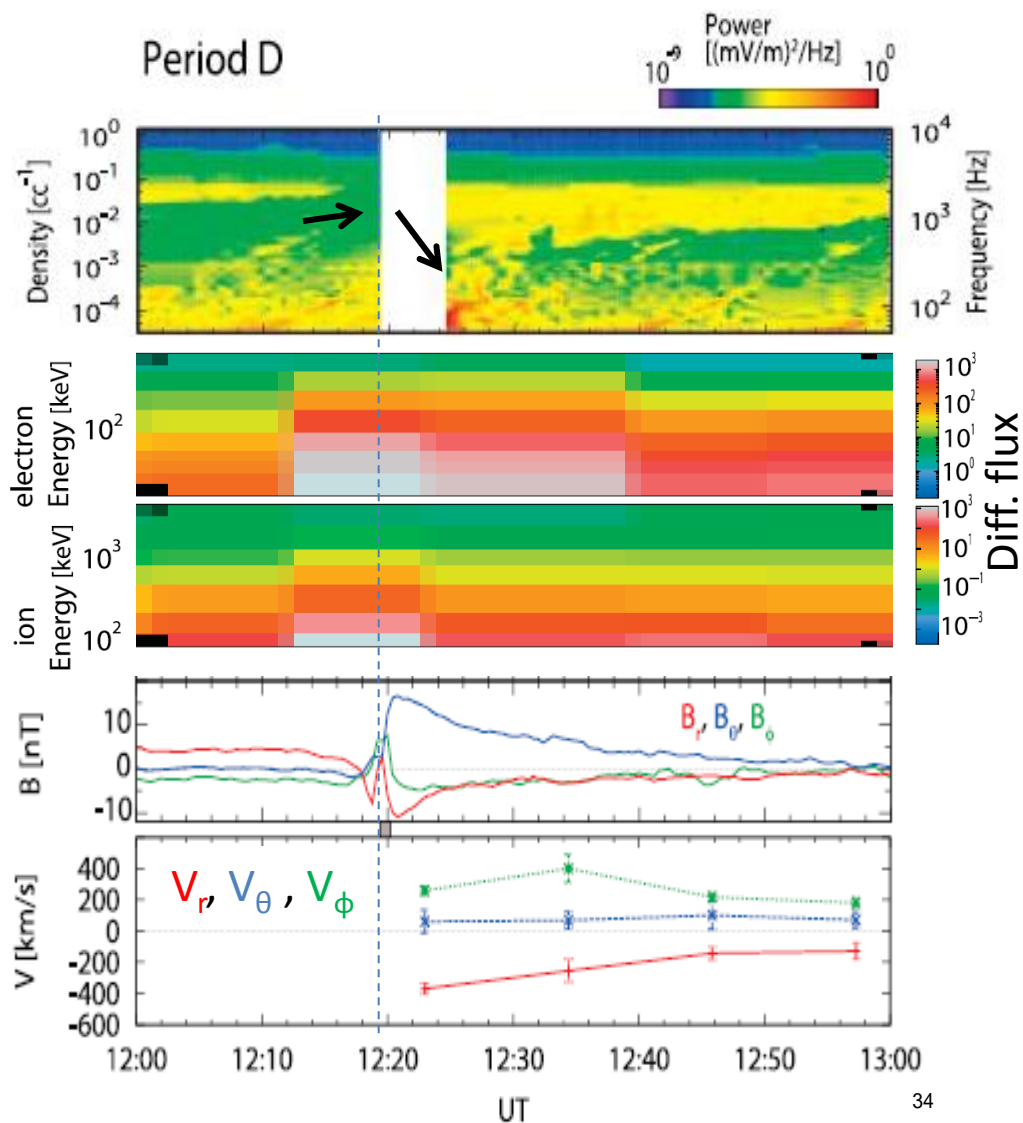 Period D
Power
[(mV/m)²/Hz]
10⁻⁹ 10⁰
Density [cc⁻¹]
10⁰
10⁻¹
10⁻²
10⁻³
10⁻⁴
10⁴
10³
10²
Frequency [Hz]
electron
Energy [keV]
10²
10³
10²
10¹
10⁰
ion
Energy [keV]
10³
10²
10³
10¹
10⁻¹
10⁻³
Diff. flux
B [nT]
10
0
-10
Bᵣ, B_θ, B_ϕ
V [km/s]
400
200
0
-200
-400
-600
Vᵣ, V_θ , V_ϕ
12:00 12:10 12:20 12:30 12:40 12:50 13:00
UT
34